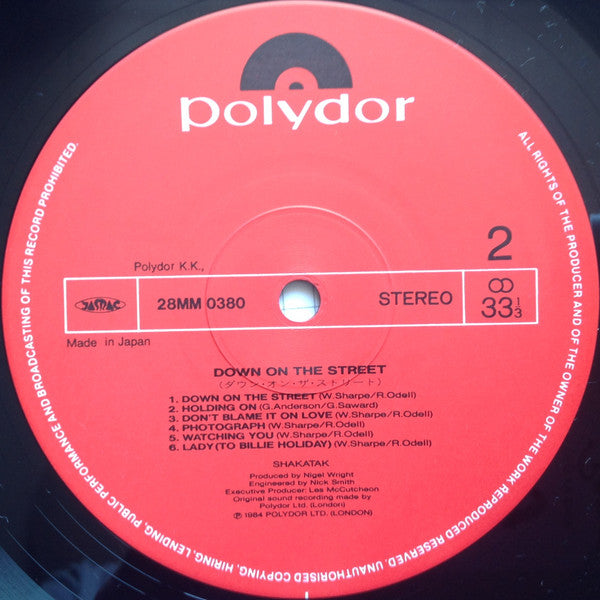 polydor
2
Polydor K.K.,
JASRAC
28MM 0380
STEREO
33 1/3
Made in Japan
DOWN ON THE STREET
(ダウン・オン・ザ・ストリート)
1. DOWN ON THE STREET (W.Sharpe/R.Odell)
2. HOLDING ON (G.Anderson/G.Saward)
3. DON'T BLAME IT ON LOVE (W.Sharpe/R.Odell)
4. PHOTOGRAPH (W.Sharpe/R.Odell)
5. WATCHING YOU (W.Sharpe/R.Odell)
6. LADY (TO BILLIE HOLIDAY) (W.Sharpe/R.Odell)
SHAKATAK
Produced by Nigel Wright
Engineered by Nick Smith
Executive Producer: Les McCutcheon
Original sound recording made by
Polydor Ltd. (London)
℗ 1984 POLYDOR LTD. (LONDON)
ALL RIGHTS OF THE PRODUCER AND OF THE OWNER OF THE WORK REPRODUCED RESERVED. UNAUTHORISED COPYING, HIRING, LENDING, PUBLIC PERFORMANCE AND BROADCASTING OF THIS RECORD PROHIBITED.